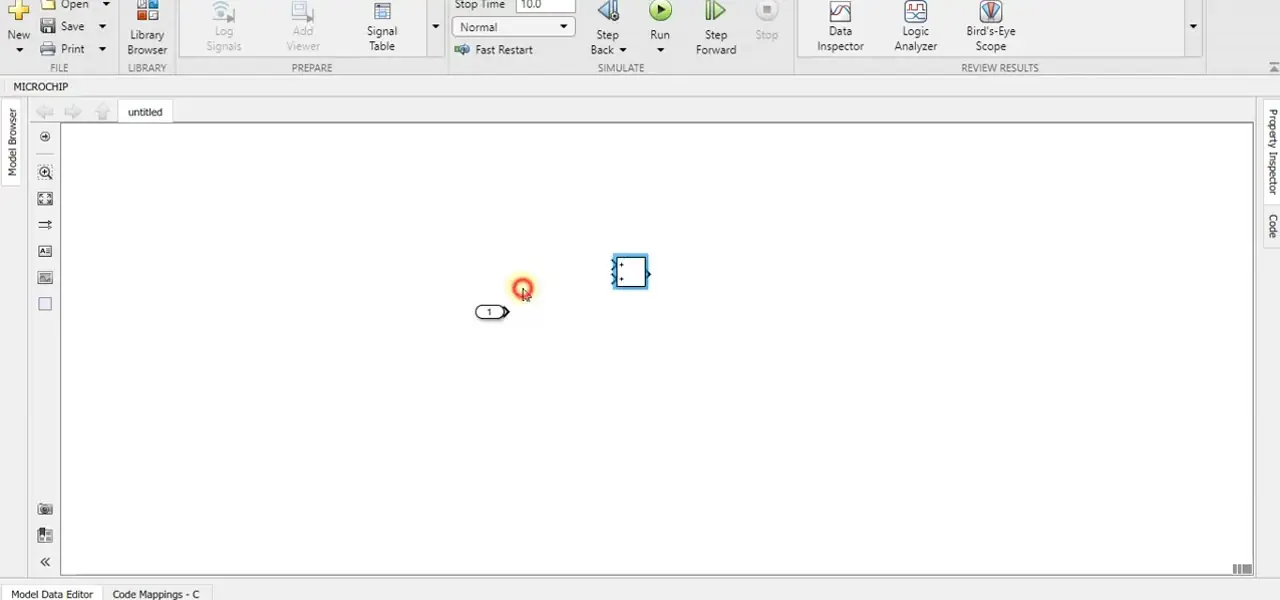 Open
Stop Time 10.0
New Save Library Browser Log Signals Add Viewer Signal Table Normal Step Back Run Step Forward Stop Data Inspector Logic Analyzer Bird's-Eye Scope
Print Fast Restart
FILE LIBRARY PREPARE SIMULATE REVIEW RESULTS
MICROCHIP
untitled
Model Browser
Property Inspector
Code
+
+
1
Model Data Editor Code Mappings - C